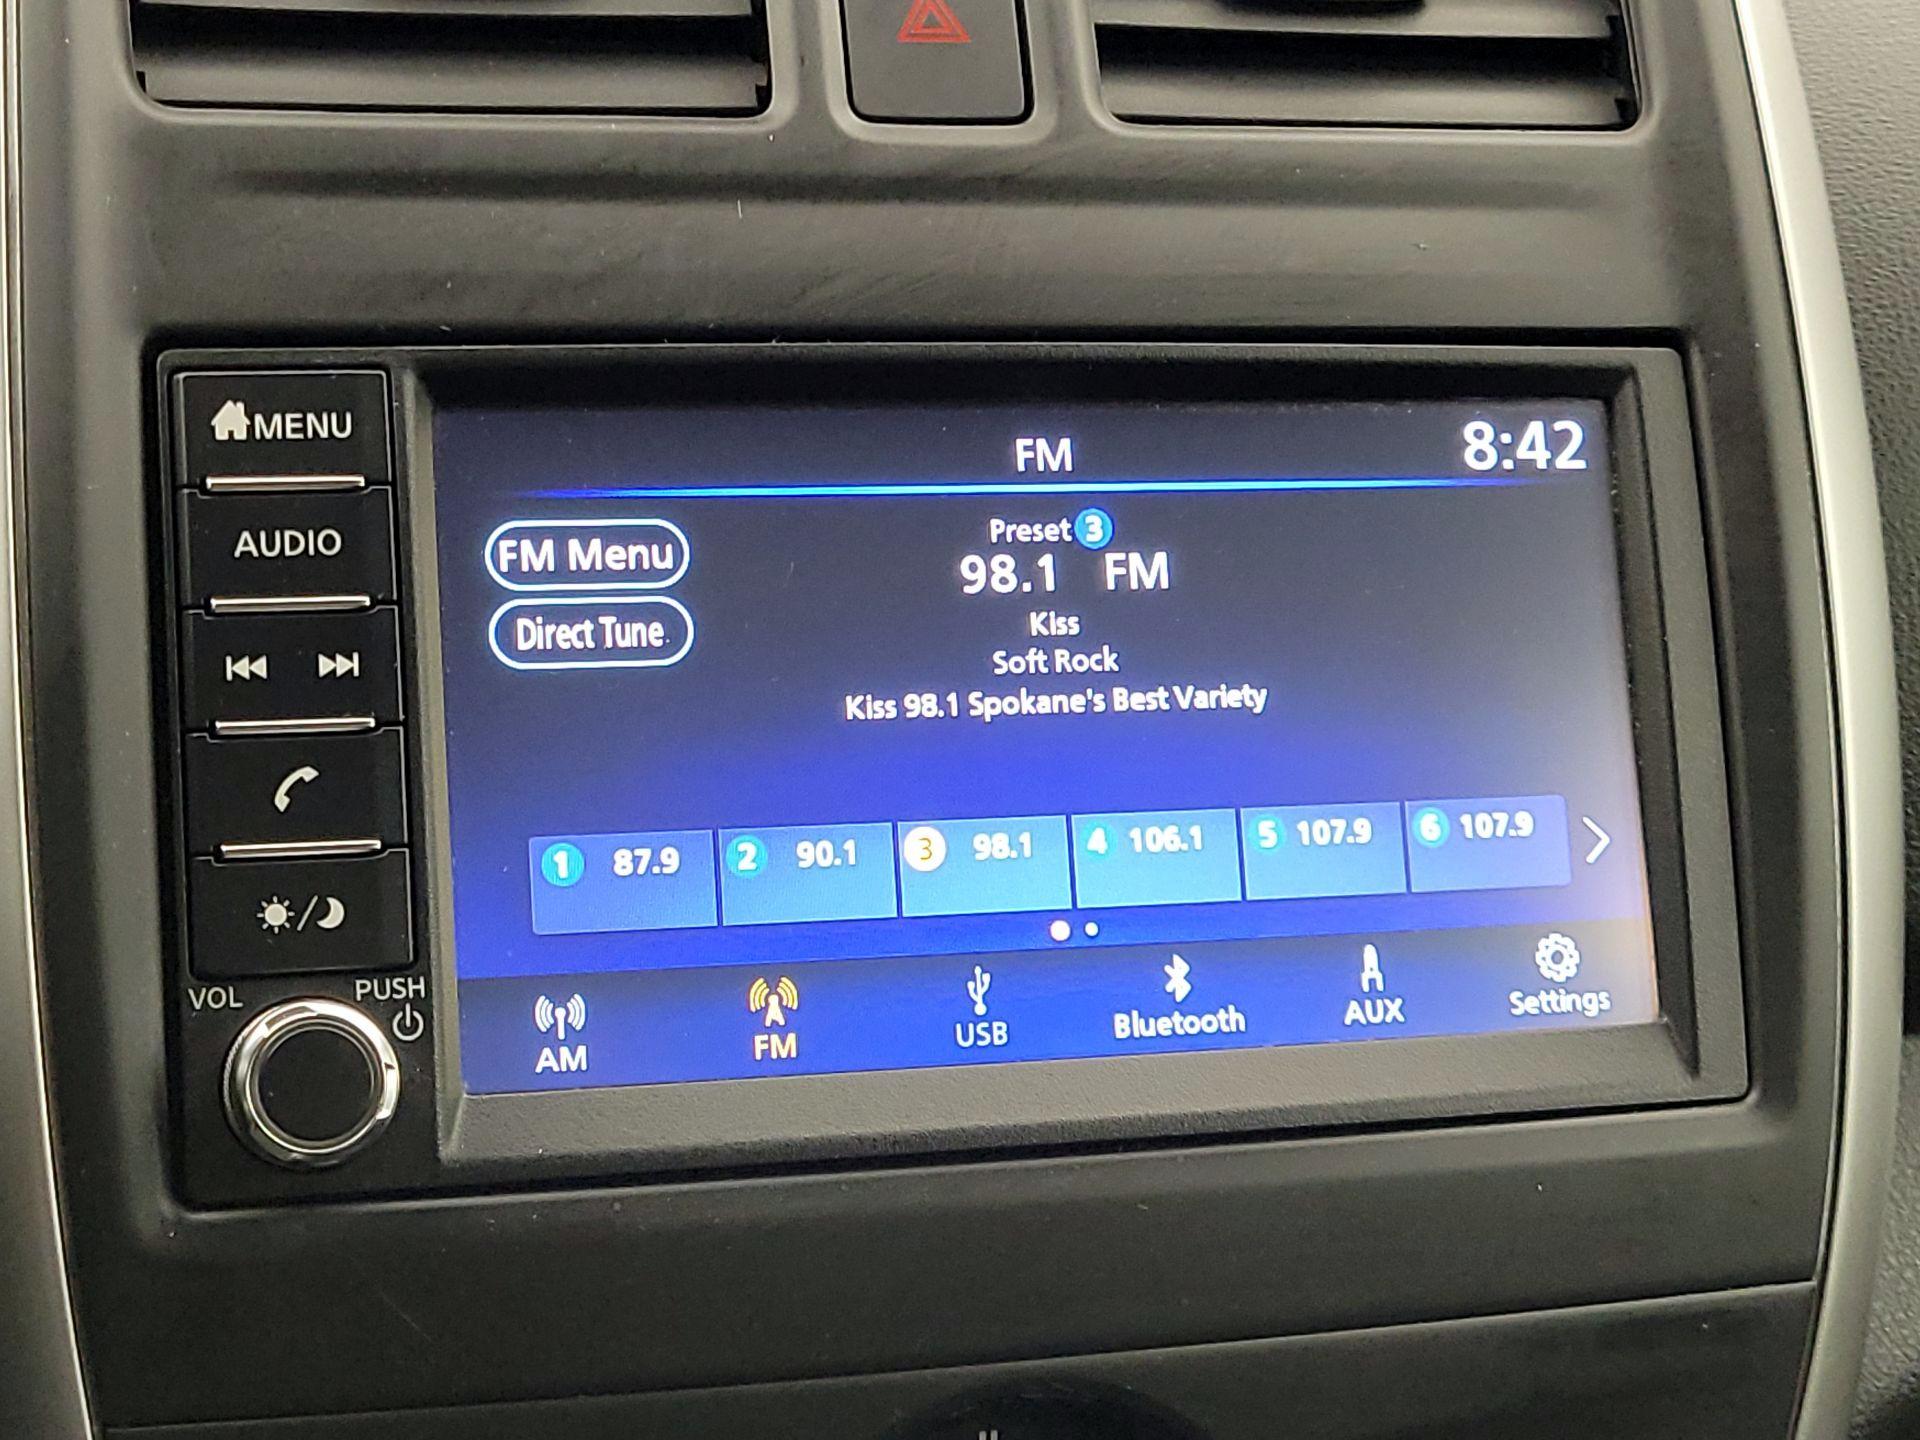 MENU
AUDIO
VOL
PUSH
FM
8:42
FM Menu
Direct Tune
Preset 3
98.1 FM
Kiss
Soft Rock
Kiss 98.1 Spokane's Best Variety
1 87.9
2 90.1
3 98.1
4 106.1
5 107.9
6 107.9
AM
FM
USB
Bluetooth
AUX
Settings